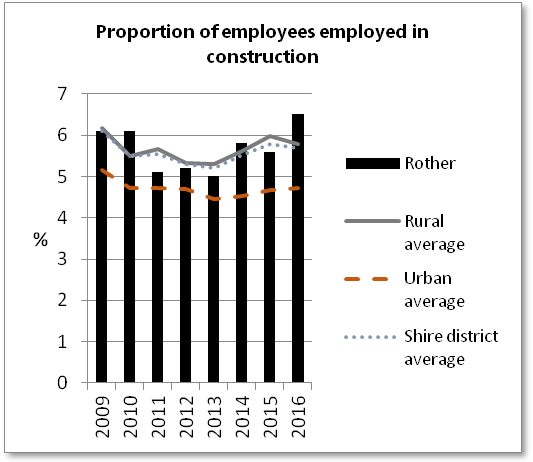 Proportion of employees employed in
construction
7
6
5
4
3
2
1
0
%
2009
2010
2011
2012
2013
2014
2015
2016
Rother
Rural
average
Urban
average
Shire district
average